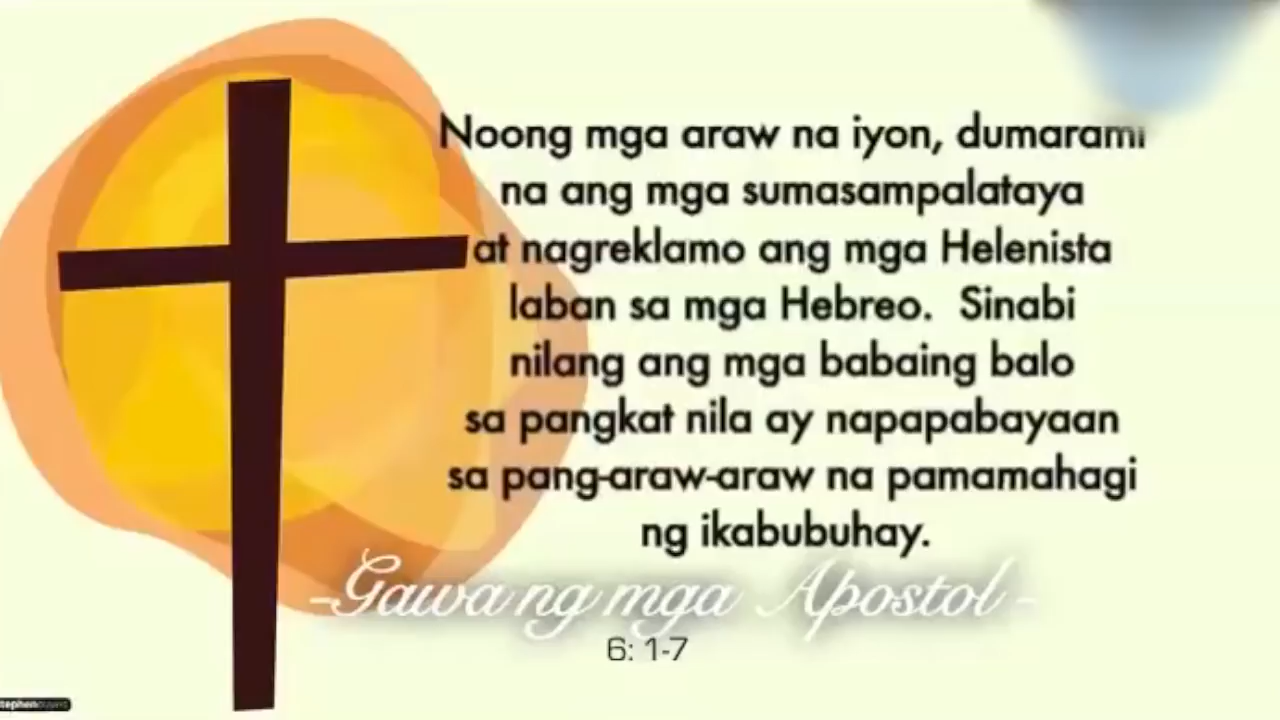 Noong mga araw na iyon, dumarami
na ang mga sumasampalataya
at nagreklamo ang mga Helenista
laban sa mga Hebreo. Sinabi
nilang ang mga babaing balo
sa pangkat nila ay napapabayaan
sa pang-araw-araw na pamamahagi
ng ikabubuhay.
-Gawa ng mga Apostol-
6: 1-7